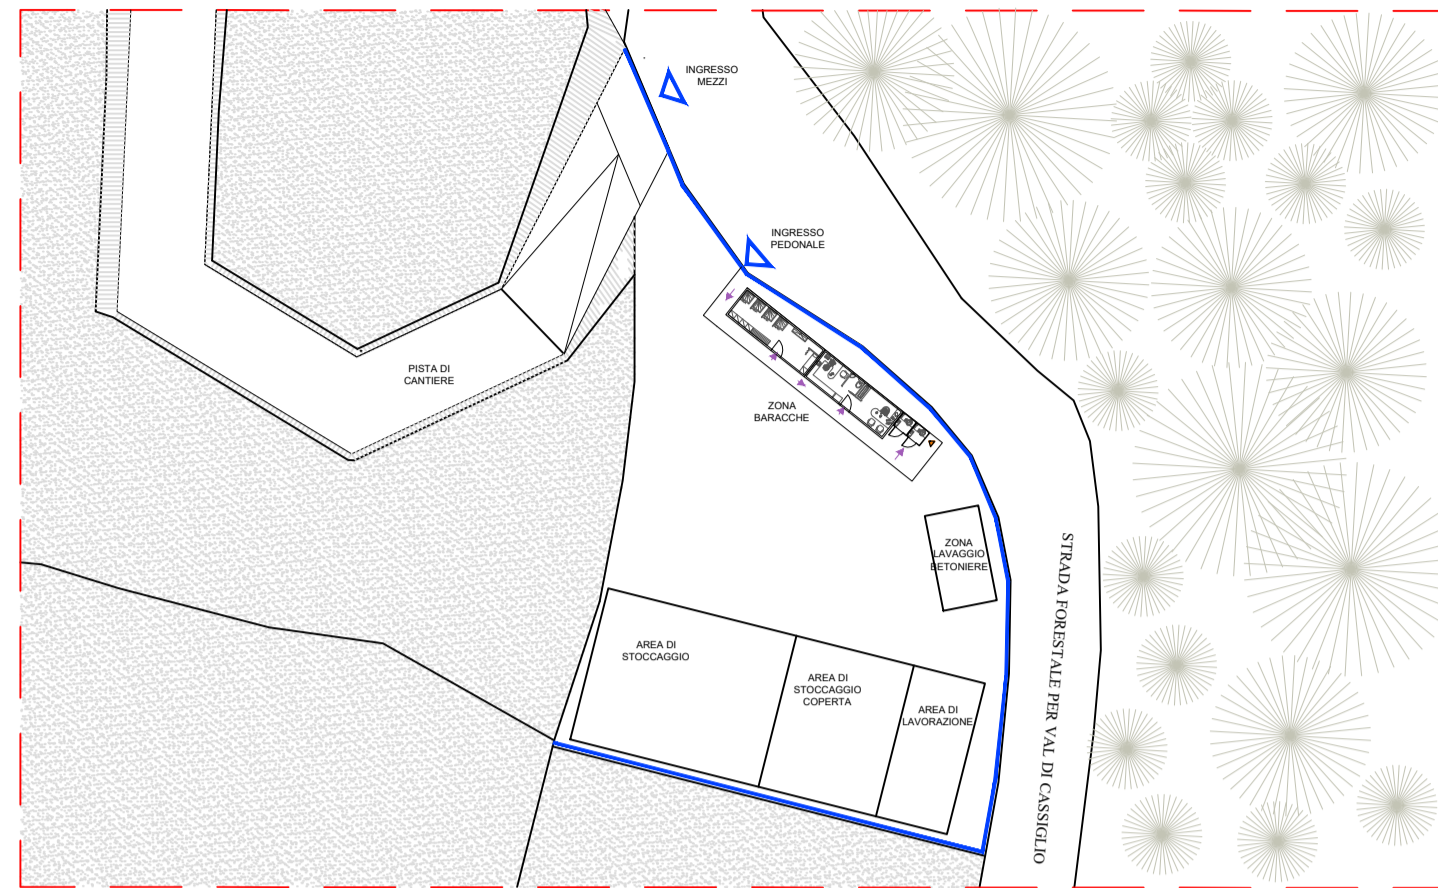 INGRESSO
MEZZI
INGRESSO
PEDONALE
PISTA DI
CANTIERE
ZONA
BARACCHE
ZONA
LAVAGGIO
BETONIERE
STRADA FORESTALE PER VAL DI CASSIGLIO
AREA DI
STOCCAGGIO
AREA DI
STOCCAGGIO
COPERTA
AREA DI
LAVORAZIONE